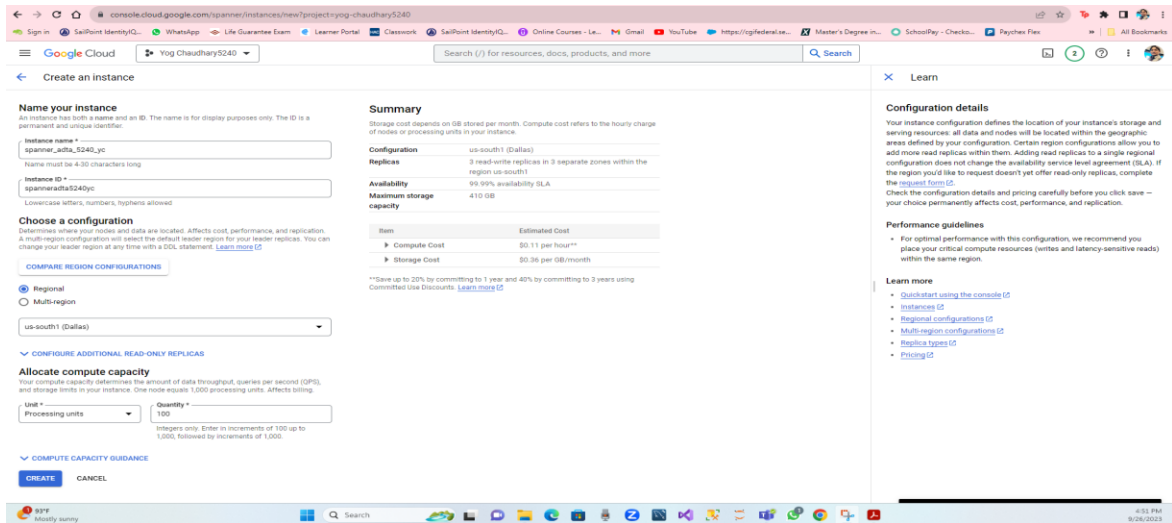 console.cloud.google.com/spanner/instances/new?project=yog-chaudhary5240
Sign in
SailPoint IdentityIQ...
WhatsApp
Life Guarantee Exam
Learner Portal
Classwork
SailPoint IdentityIQ...
Online Courses - Le...
Gmail
YouTube
https://cgifederal.se...
Master's Degree in...
SchoolPay - Checko...
Paychex Flex
All Bookmarks
Google Cloud
Yog Chaudhary5240
Search (/) for resources, docs, products, and more
Search
2
Create an instance
Name your instance
An instance has both a name and an ID. The name is for display purposes only. The ID is a
permanent and unique identifier.
Instance name *
spanner_adta_5240_yc
Name must be 4-30 characters long
Instance ID *
spanneradta5240yc
Lowercase letters, numbers, hyphens allowed
Choose a configuration
Determines where your nodes and data are located. Affects cost, performance, and replication.
A multi-region configuration will select the default leader region for your leader replicas. You can
change your leader region at any time with a DDL statement. Learn more
COMPARE REGION CONFIGURATIONS
Regional
Multi-region
us-south1 (Dallas)
CONFIGURE ADDITIONAL READ-ONLY REPLICAS
Allocate compute capacity
Your compute capacity determines the amount of data throughput, queries per second (QPS),
and storage limits in your instance. One node equals 1,000 processing units. Affects billing.
Unit *
Processing units
Quantity *
100
Integers only. Enter in increments of 100 up to
1,000, followed by increments of 1,000.
COMPUTE CAPACITY GUIDANCE
CREATE
CANCEL
Summary
Storage cost depends on GB stored per month. Compute cost refers to the hourly charge
of nodes or processing units in your instance.
Configuration us-south1 (Dallas)
Replicas 3 read-write replicas in 3 separate zones within the
region us-south1
Availability 99.99% availability SLA
Maximum storage 410 GB
capacity
Item Estimated Cost
Compute Cost $0.11 per hour**
Storage Cost $0.36 per GB/month
**Save up to 20% by committing to 1 year and 40% by committing to 3 years using
Committed Use Discounts. Learn more
Learn
Configuration details
Your instance configuration defines the location of your instance's storage and
serving resources: all data and nodes will be located within the geographic
areas defined by your configuration. Certain regions configurations allow you to
add more read replicas within them. Adding read replicas to a single regional
configuration does not change the availability service level agreement (SLA). If
the region you'd like to request doesn't yet offer read-only replicas, complete
the request form.
Check the configuration details and pricing carefully before you click save —
your choice permanently affects cost, performance, and replication.
Performance guidelines
• For optimal performance with this configuration, we recommend you
place your critical compute resources (writes and latency-sensitive reads)
within the same region.
Learn more
• Quickstart using the console
• Instances
• Regional configurations
• Multi-region configurations
• Replica types
• Pricing
93°F
Mostly sunny
Search
4:51 PM
9/26/2023